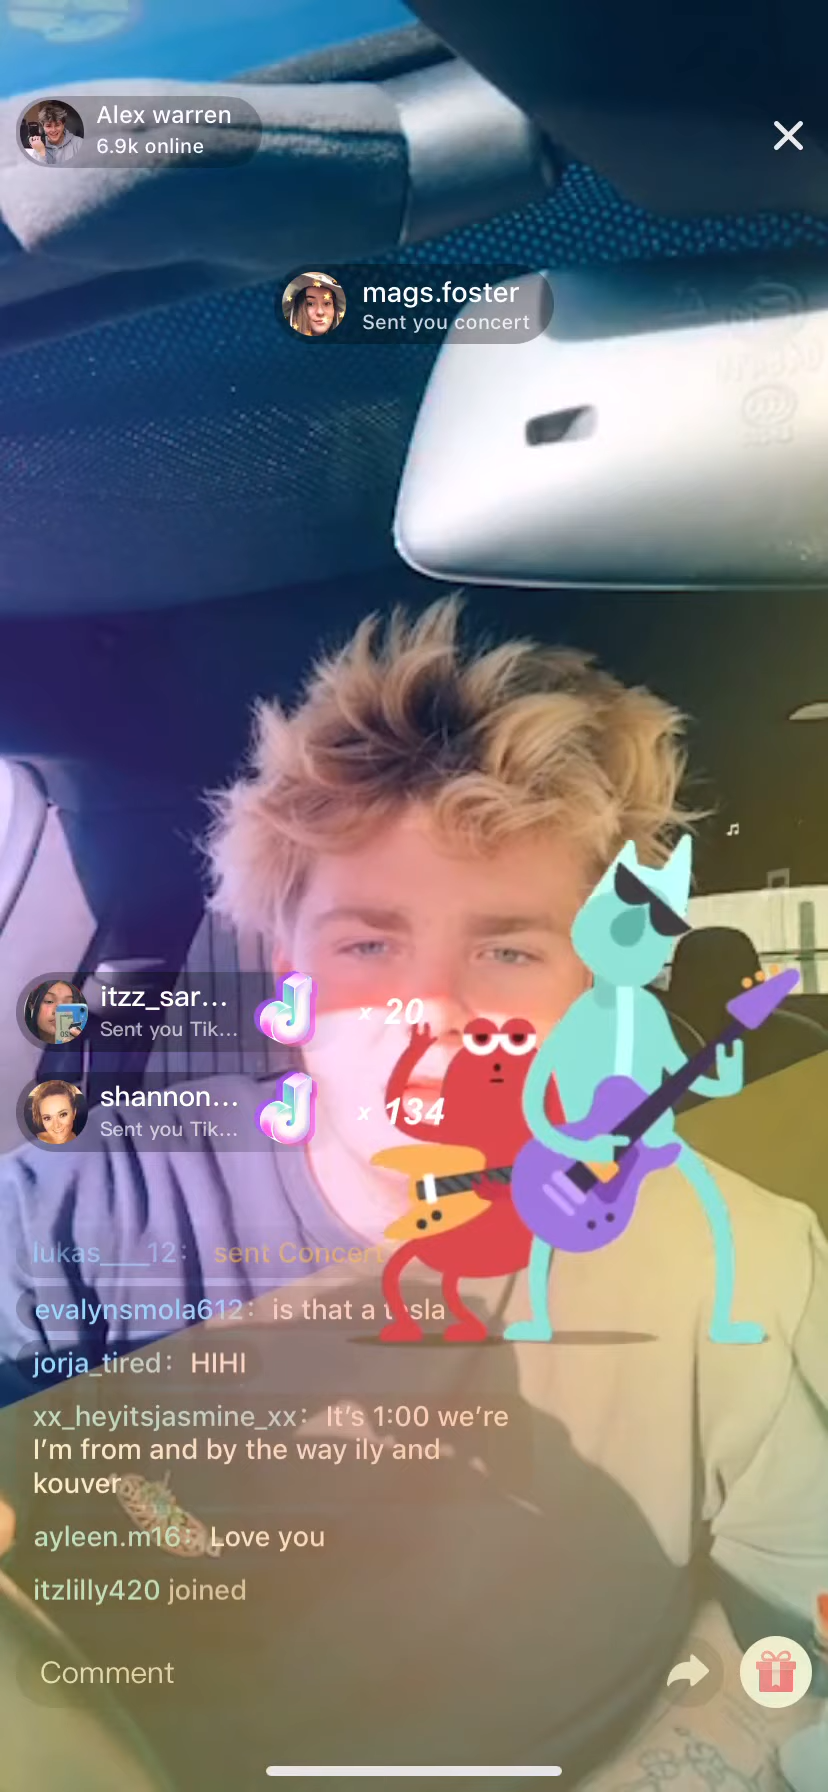 Alex warren
6.9k online
mags.foster
Sent you concert
itzz_sar...
Sent you Tik...
x 20
shannon...
Sent you Tik...
x 134
lukas___12: sent Concert
evalynsmola612: is that a tesla
jorja_tired: HIHI
xx_heyitsjasmine_xx: It's 1:00 we're
I'm from and by the way ily and
kouver
ayleen.m16: Love you
itzlilly420 joined
Comment